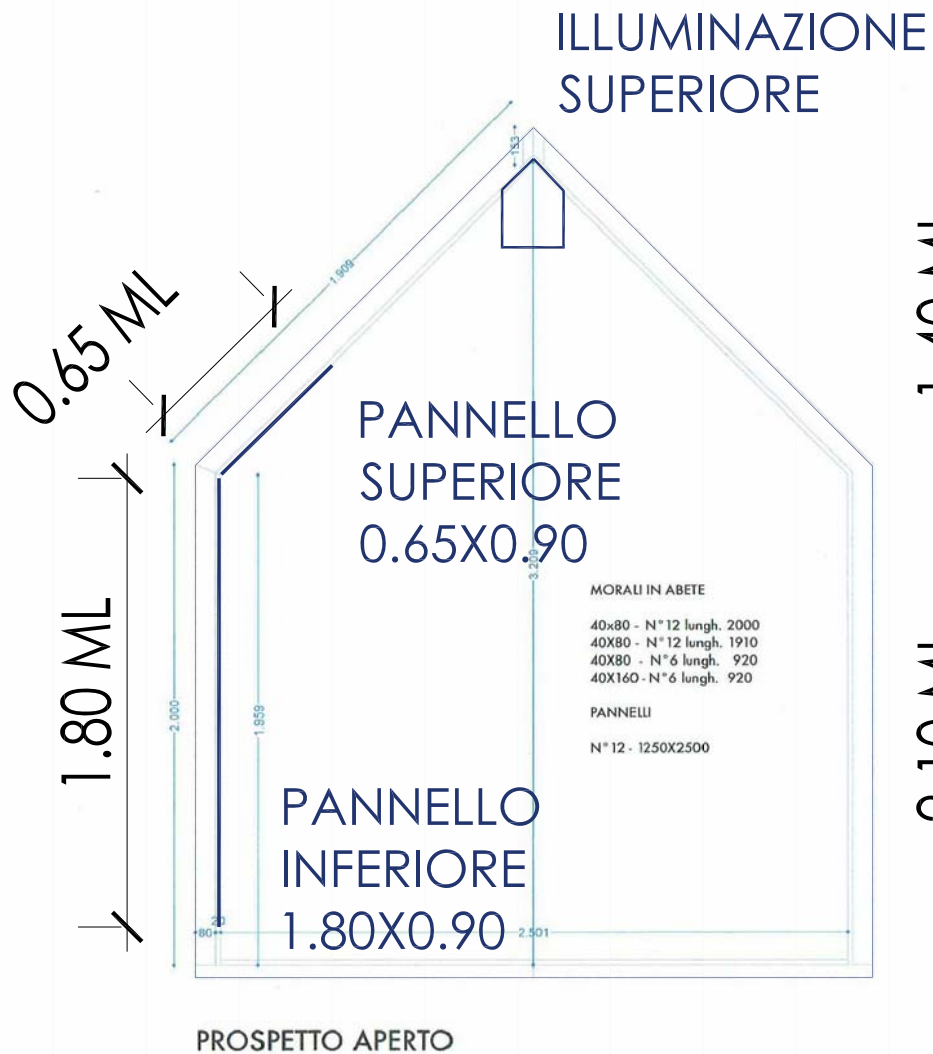 ILLUMINAZIONE
SUPERIORE
153
1.909
0.65 ML
PANNELLO
SUPERIORE
0.65X0.90
3.209
MORALI IN ABETE
40x80 - N°12 lungh. 2000
40X80 - N°12 lungh. 1910
40X80 - N°6 lungh. 920
40X160 - N°6 lungh. 920
PANNELLI
N°12 - 1250X2500
1.80 ML
2.000
1.959
PANNELLO
INFERIORE
1.80X0.90
20
80
2.501
PROSPETTO APERTO